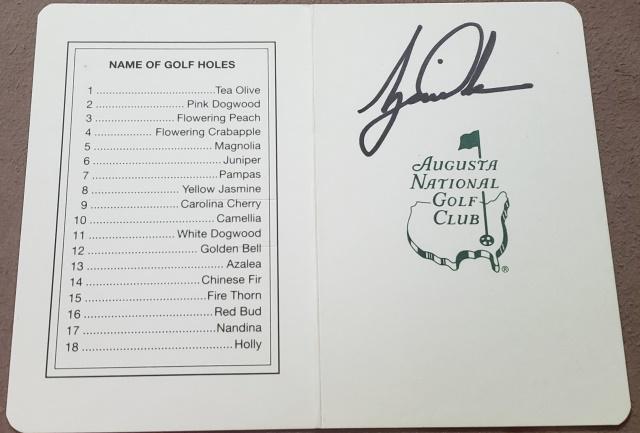 NAME OF GOLF HOLES
1 ..........................................Tea Olive
2 ................................Pink Dogwood
3 .............................Flowering Peach
4 ......................Flowering Crabapple
5 .........................................Magnolia
6 ...........................................Juniper
7 ..........................................Pampas
8 ..............................Yellow Jasmine
9 ..............................Carolina Cherry
10 .......................................Camellia
11 ............................White Dogwood
12 ...................................Golden Bell
13 ...........................................Azalea
14 ...................................Chinese Fir
15 .....................................Fire Thorn
16 .......................................Red Bud
17 .........................................Nandina
18 .............................................Holly
AUGUSTA
NATIONAL
GOLF
CLUB
®